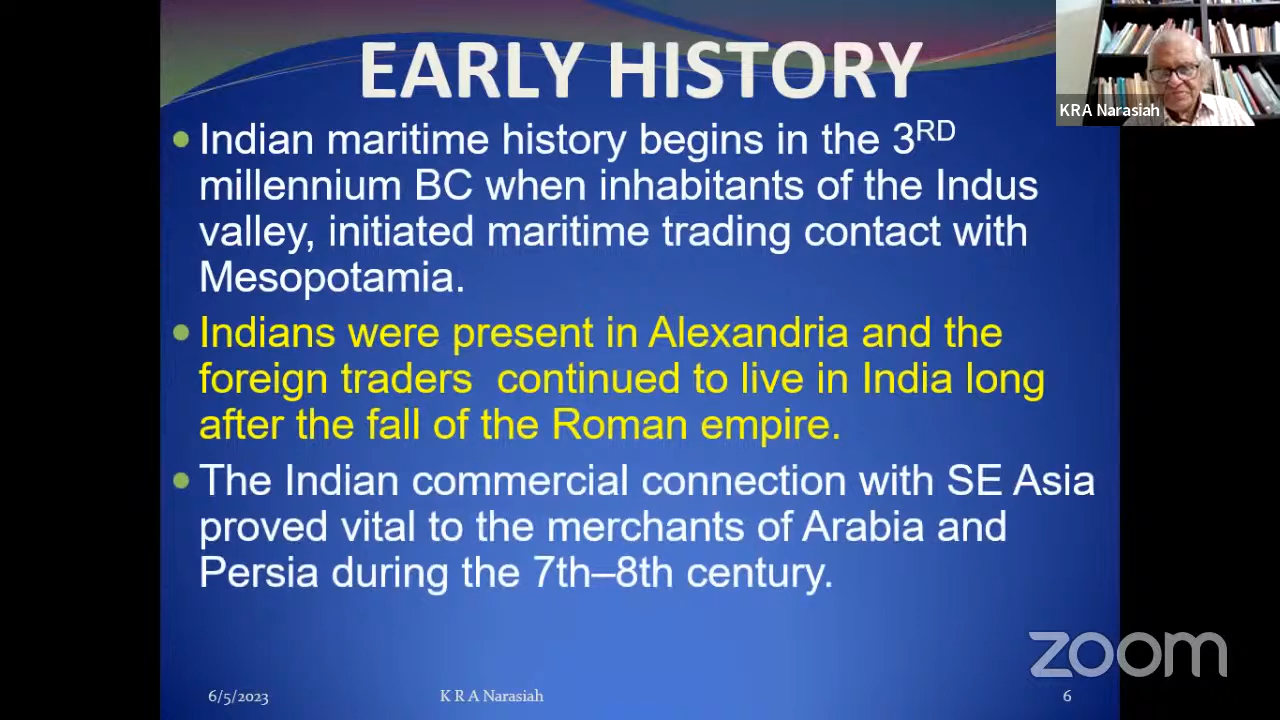 EARLY HISTORY
KRA Narasiah
• Indian maritime history begins in the 3RD
millennium BC when inhabitants of the Indus
valley, initiated maritime trading contact with
Mesopotamia.
• Indians were present in Alexandria and the
foreign traders  continued to live in India long
after the fall of the Roman empire.
• The Indian commercial connection with SE Asia
proved vital to the merchants of Arabia and
Persia during the 7th–8th century.
zoom
6/5/2023 K R A Narasiah 6